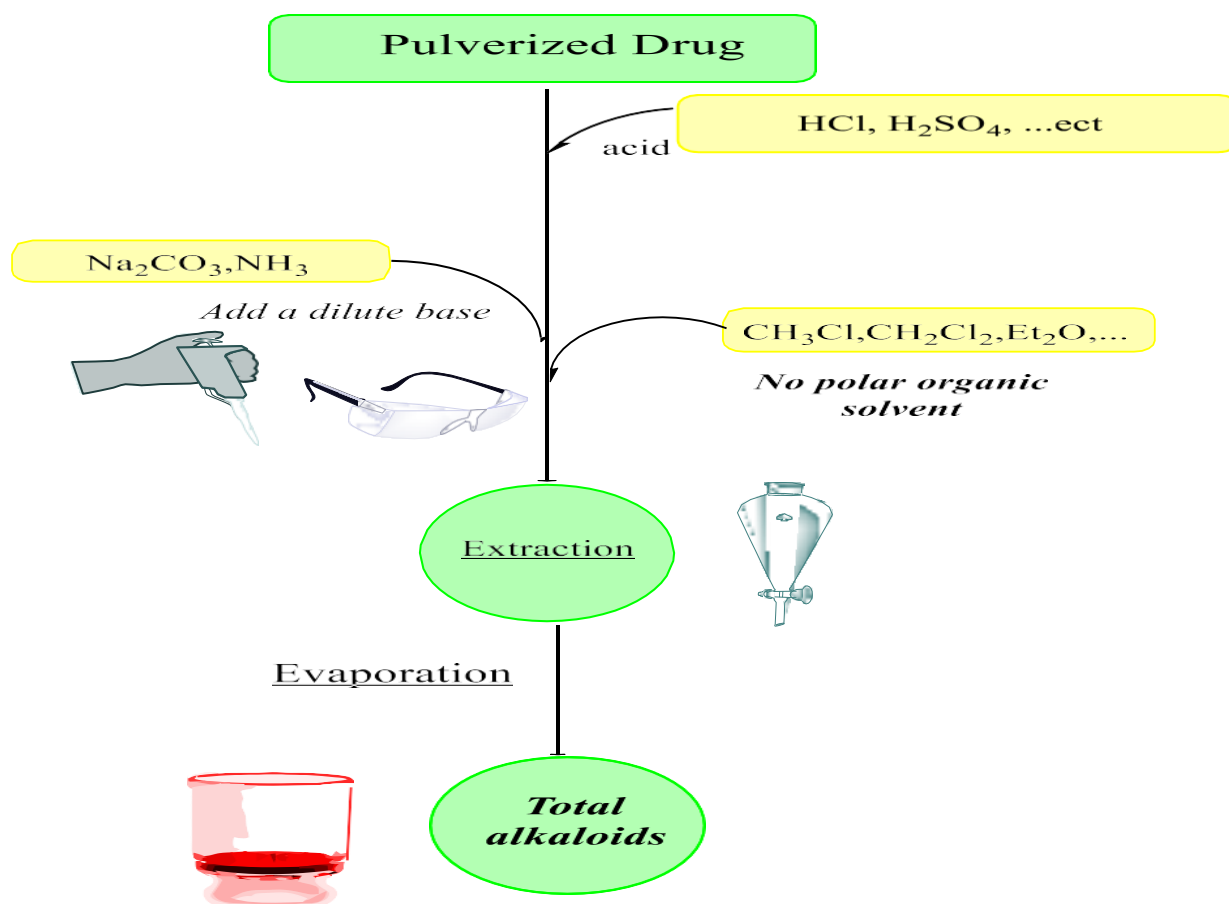 Pulverized Drug
HCl, H₂SO₄, ...ect
acid
Na₂CO₃,NH₃
Add a dilute base
CH₃Cl,CH₂Cl₂,Et₂O,...
No polar organic
solvent
Extraction
Evaporation
Total
alkaloids